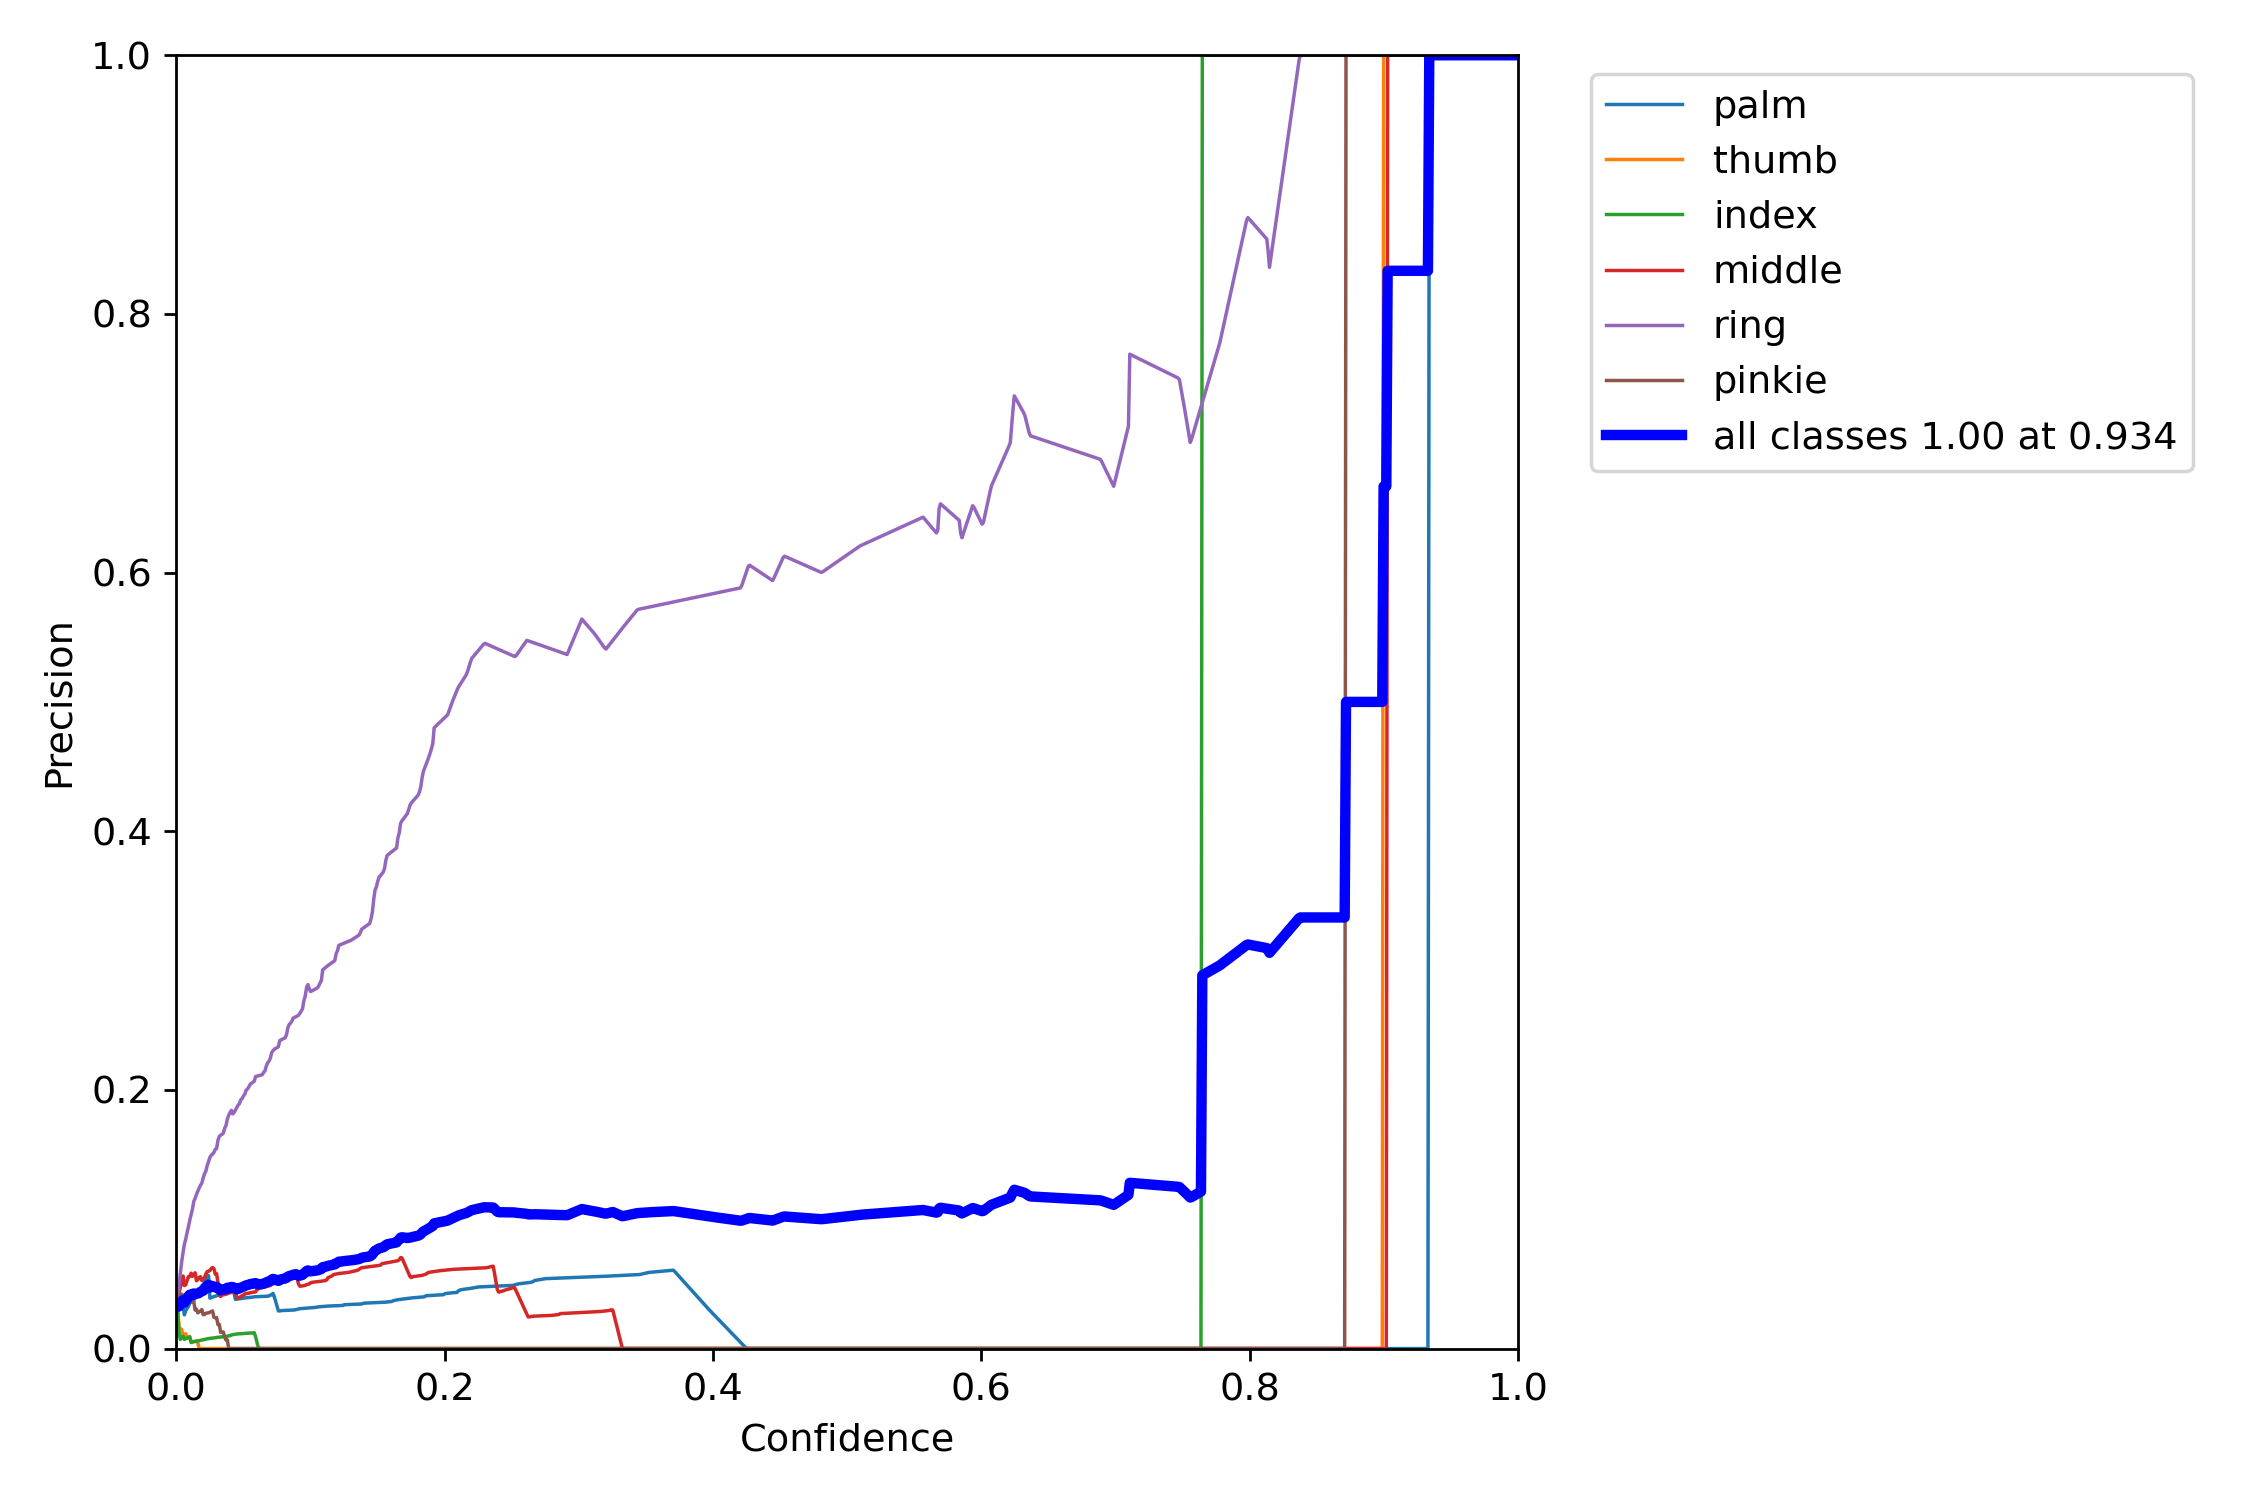 1.0
0.8
0.6
0.4
0.2
0.0
Precision
0.0 0.2 0.4 0.6 0.8 1.0
Confidence
palm
thumb
index
middle
ring
pinkie
all classes 1.00 at 0.934